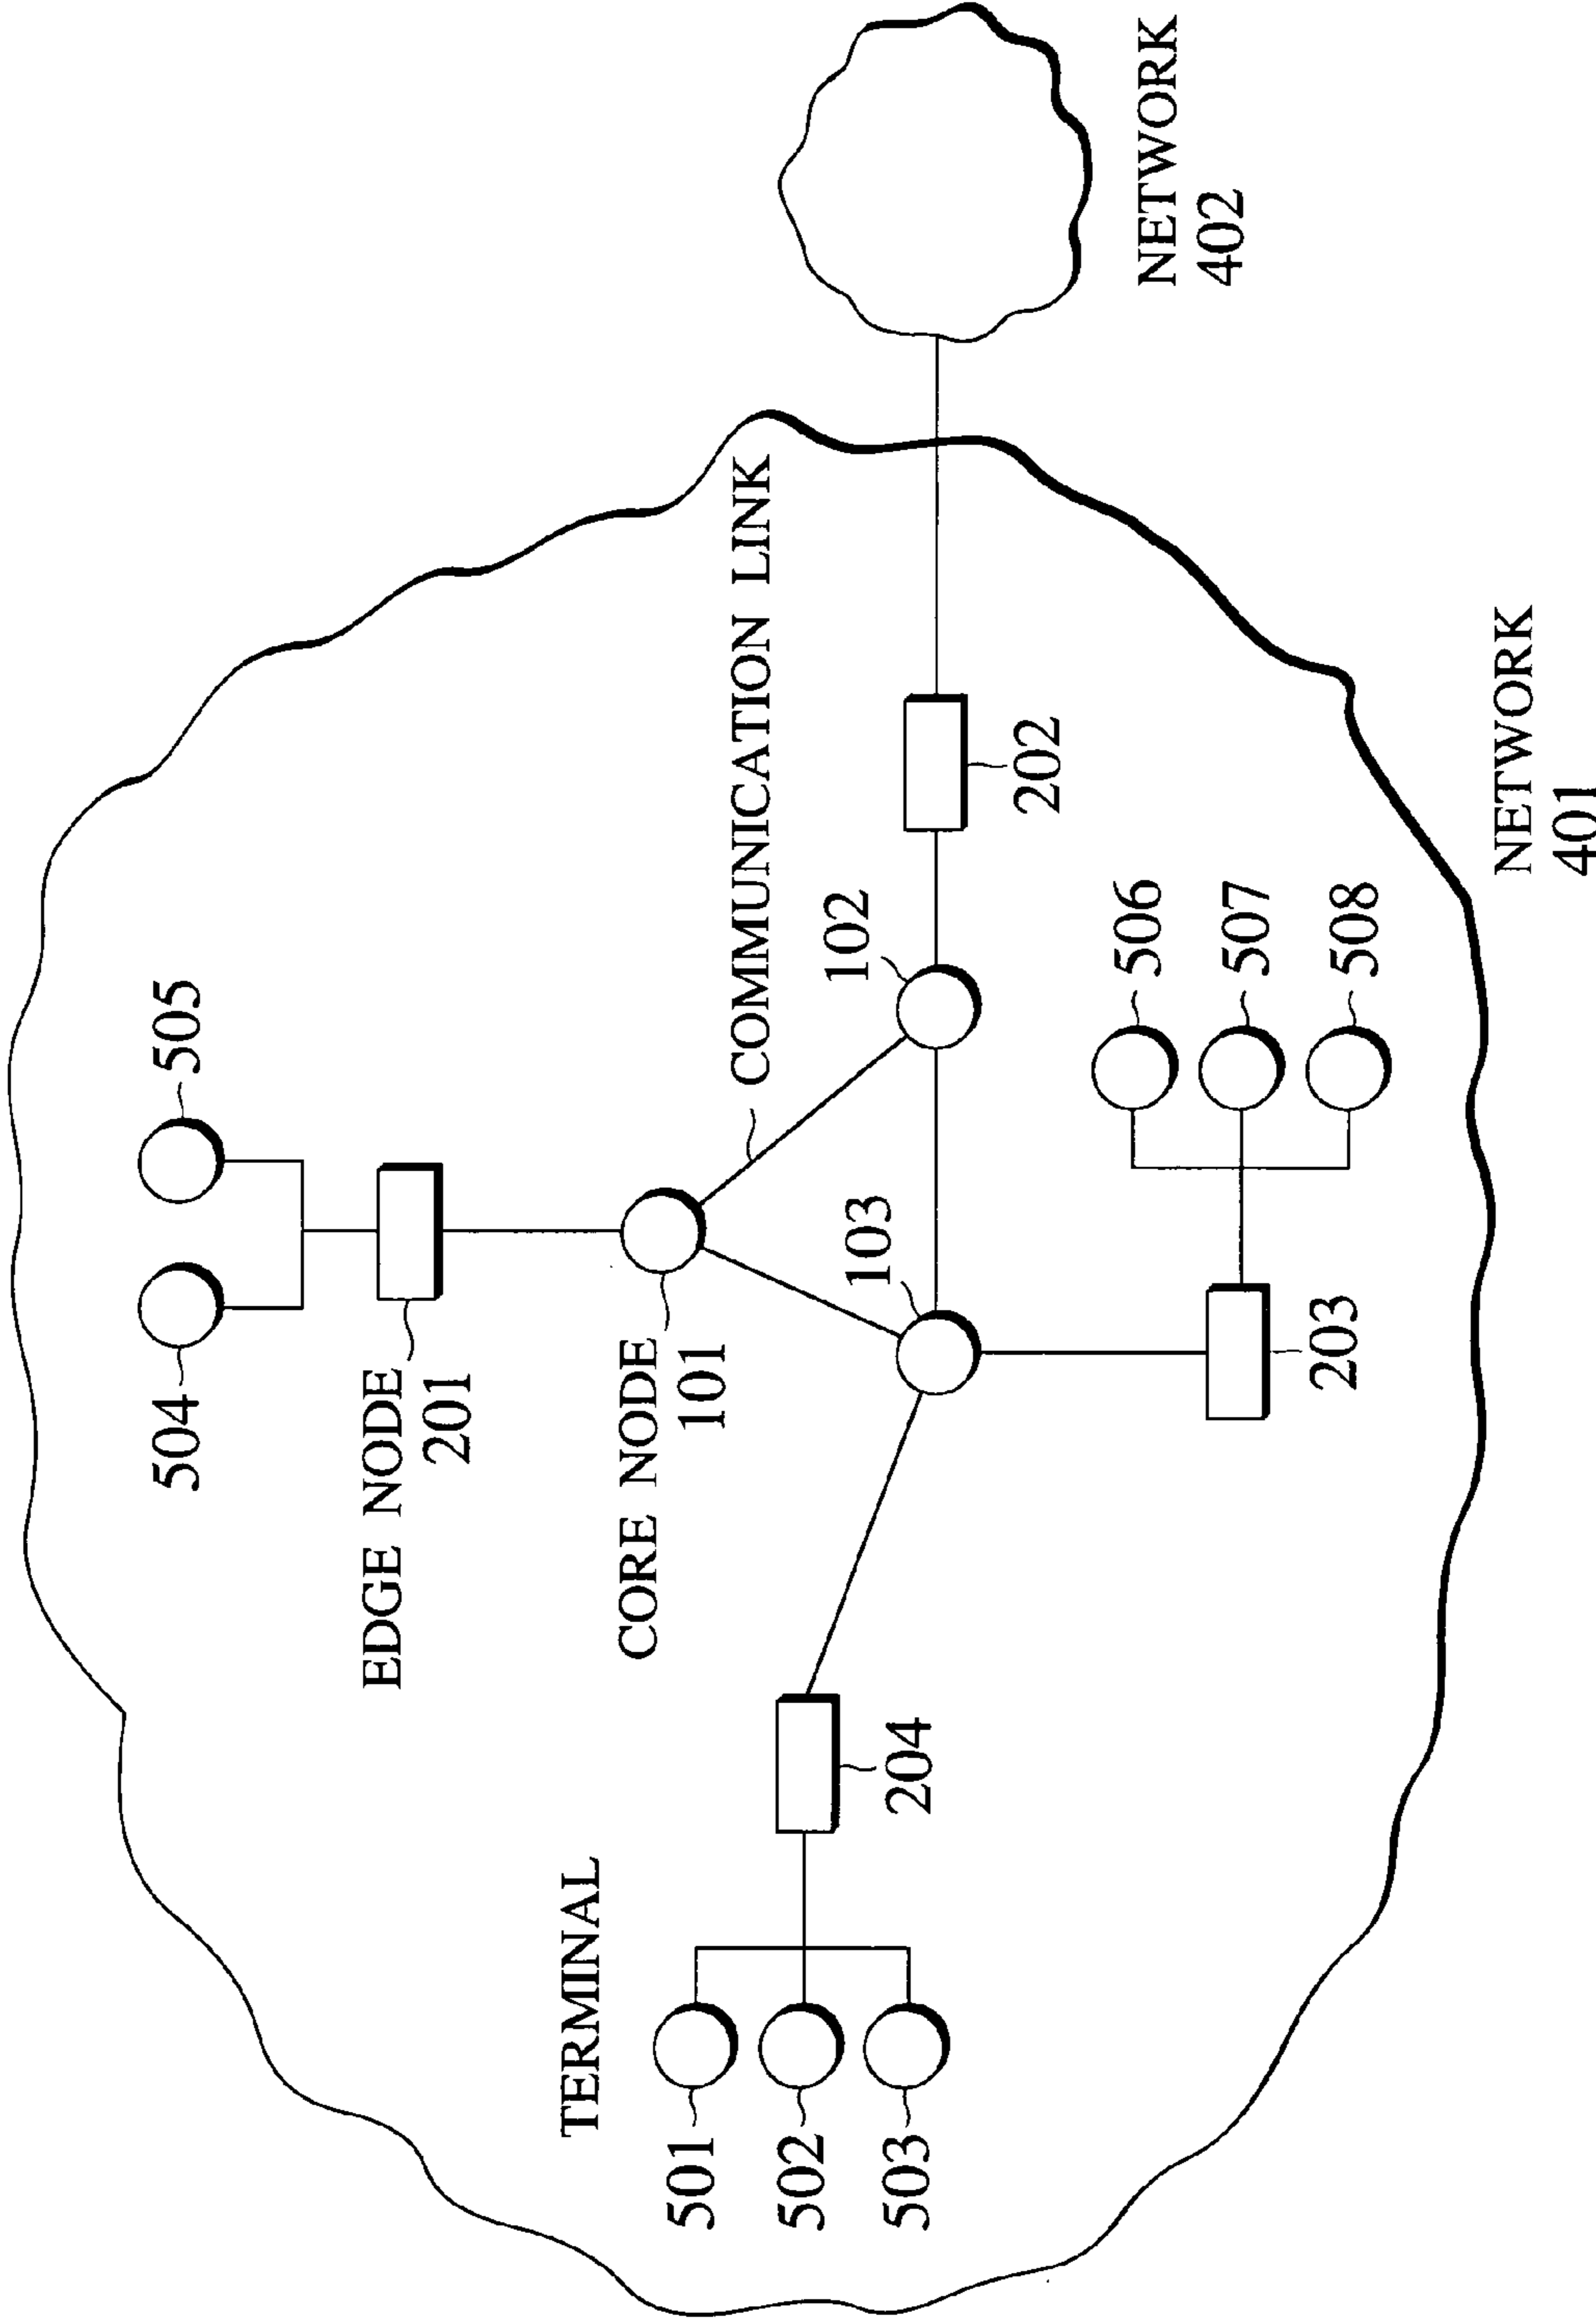 504
505
EDGE NODE
201
CORE NODE
101
COMMUNICATION LINK
TERMINAL
501
502
503
204
103
102
202
203
506
507
508
NETWORK
402
NETWORK
401